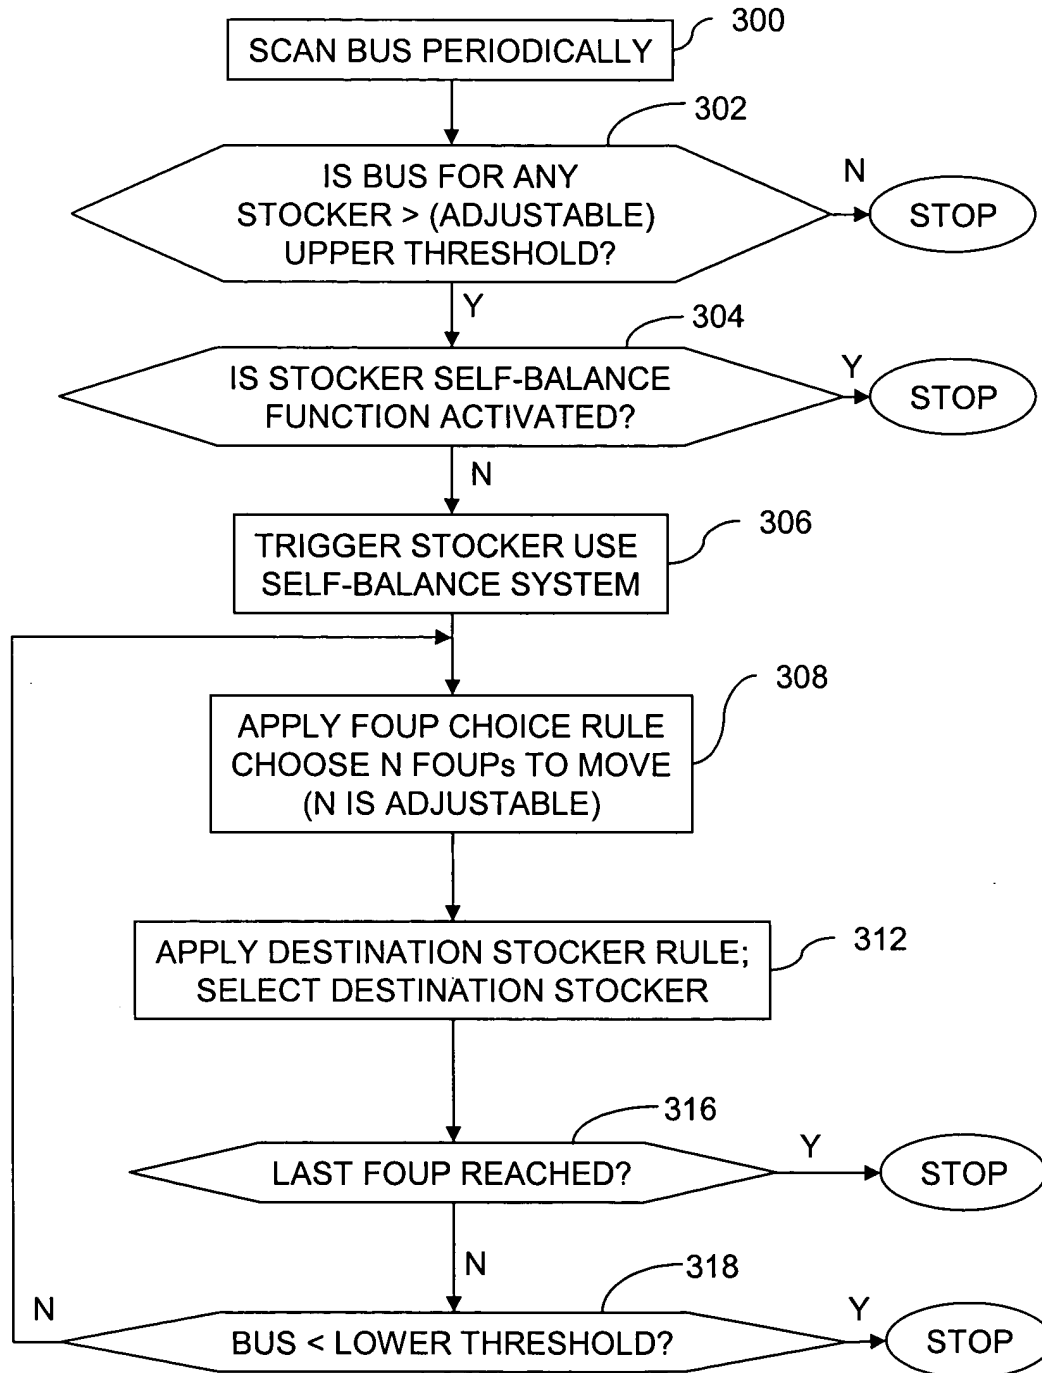 300
SCAN BUS PERIODICALLY
302
IS BUS FOR ANY
STOCKER > (ADJUSTABLE)
UPPER THRESHOLD?
N
STOP
Y
304
IS STOCKER SELF-BALANCE
FUNCTION ACTIVATED?
Y
STOP
N
306
TRIGGER STOCKER USE
SELF-BALANCE SYSTEM
308
APPLY FOUP CHOICE RULE
CHOOSE N FOUPs TO MOVE
(N IS ADJUSTABLE)
312
APPLY DESTINATION STOCKER RULE;
SELECT DESTINATION STOCKER
316
LAST FOUP REACHED?
Y
STOP
N
318
N
BUS < LOWER THRESHOLD?
Y
STOP